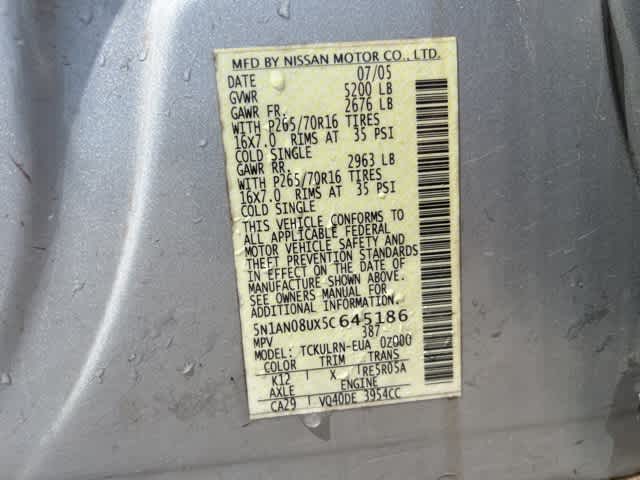 MFD BY NISSAN MOTOR CO., LTD.
DATE 07/05
GVWR 5200 LB
GAWR FR. 2676 LB
WITH P265/70R16 TIRES
16X7.0 RIMS AT 35 PSI
COLD SINGLE
GAWR RR. 2963 LB
WITH P265/70R16 TIRES
16X7.0 RIMS AT 35 PSI
COLD SINGLE
THIS VEHICLE CONFORMS TO
ALL APPLICABLE FEDERAL
MOTOR VEHICLE SAFETY AND
THEFT PREVENTION STANDARDS
IN EFFECT ON THE DATE OF
MANUFACTURE SHOWN ABOVE.
SEE OWNERS MANUAL FOR
ADDITIONAL INFORMATION.
5N1AN08UX5C645186
MPV 387
MODEL: TCKULRN-EUA 0Z000
COLOR TRIM TRANS
K12 X RE5R05A
AXLE ENGINE
CA29 VQ40DE 3954CC